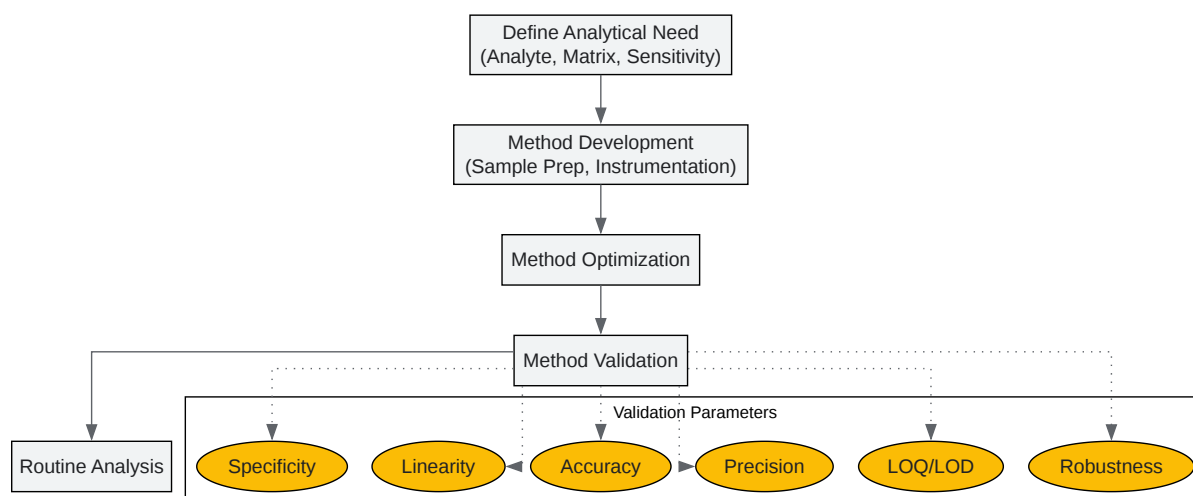 Define Analytical Need
(Analyte, Matrix, Sensitivity)
Method Development
(Sample Prep, Instrumentation)
Method Optimization
Method Validation
Validation Parameters
Routine Analysis
Specificity
Linearity
Accuracy
Precision
LOQ/LOD
Robustness